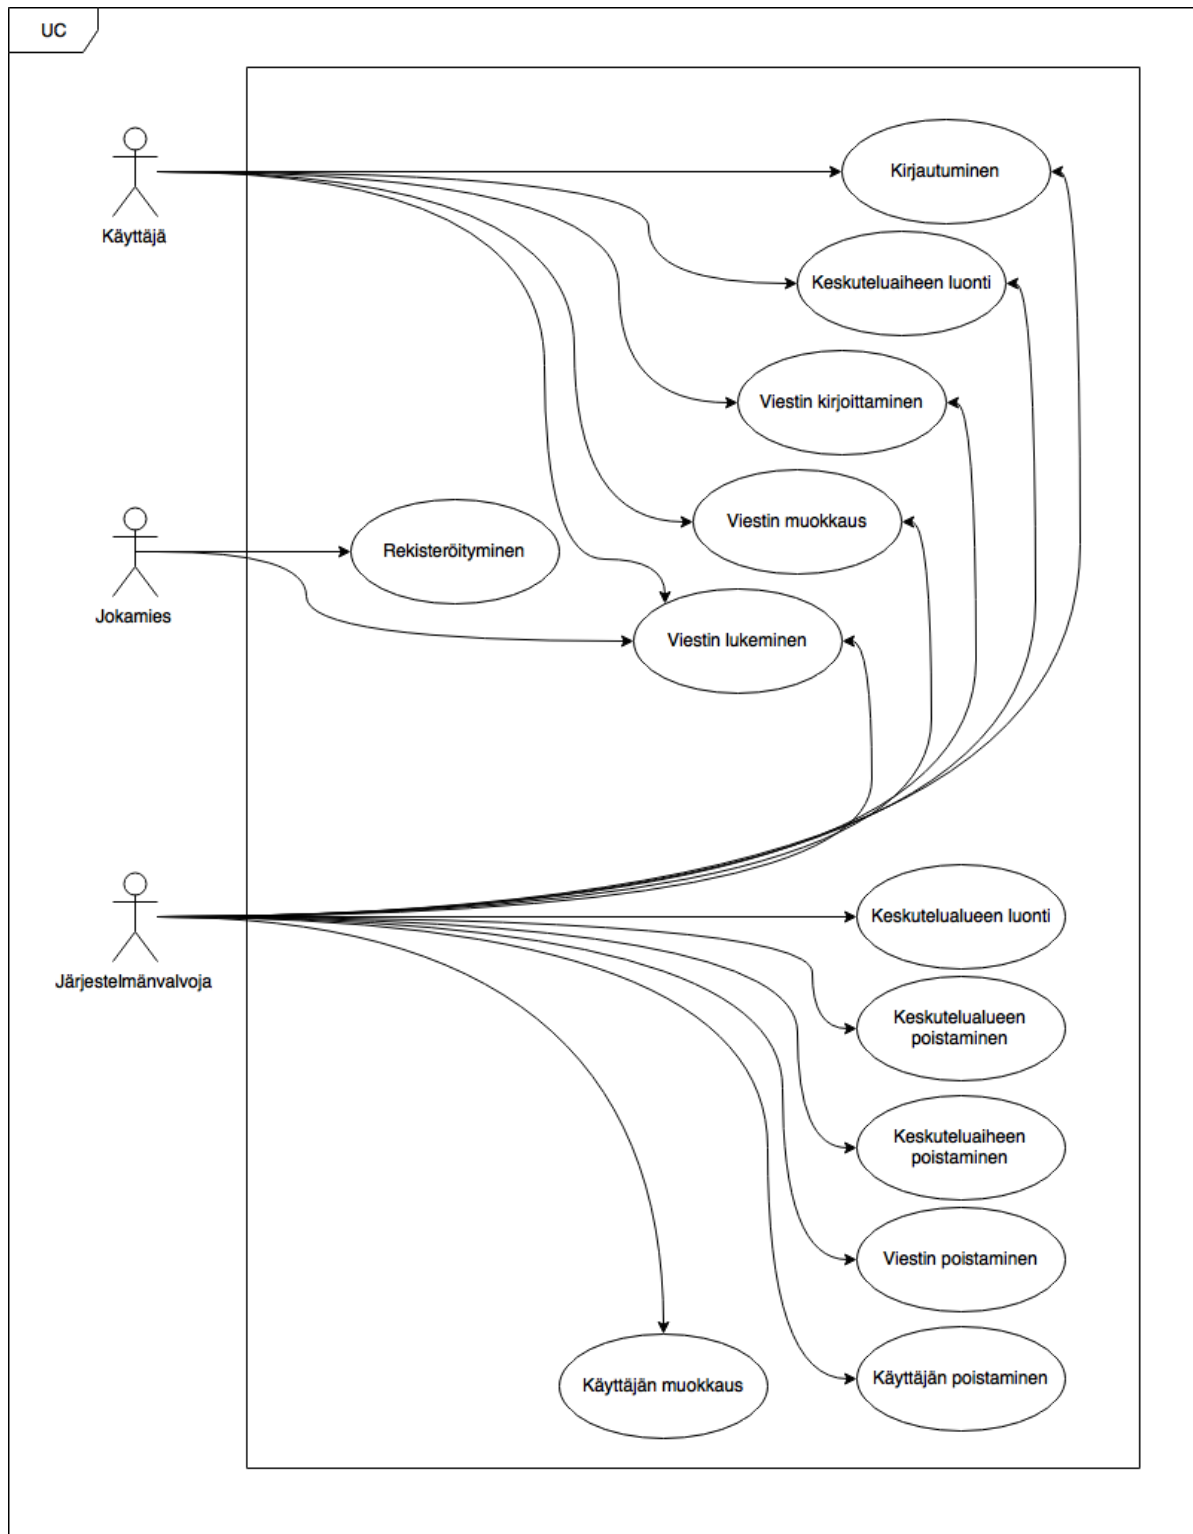 UC
Kirjautuminen
Käyttäjä
Keskuteluaiheen luonti
Viestin kirjoittaminen
Viestin muokkaus
Rekisteröityminen
Jokamies
Viestin lukeminen
Keskutelualueen luonti
Järjestelmänvalvoja
Keskutelualueen
poistaminen
Keskuteluaiheen
poistaminen
Viestin poistaminen
Käyttäjän poistaminen
Käyttäjän muokkaus